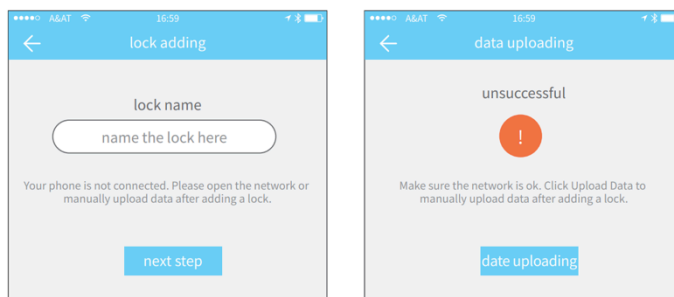 A&AT 16:59
lock adding
lock name
name the lock here
Your phone is not connected. Please open the network or
manually upload data after adding a lock.
next step
A&AT 16:59
data uploading
unsuccessful
!
Make sure the network is ok. Click Upload Data to
manually upload data after adding a lock.
date uploading